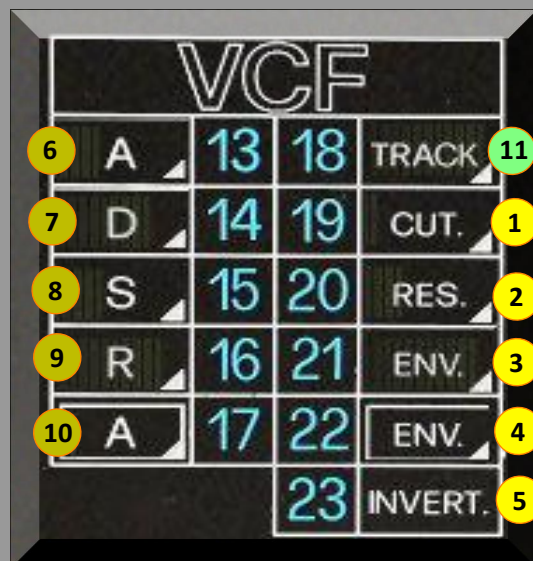 VCF
6 A 13 18 TRACK 11
7 D 14 19 CUT. 1
8 S 15 20 RES. 2
9 R 16 21 ENV. 3
10 A 17 22 ENV. 4
23 INVERT. 5